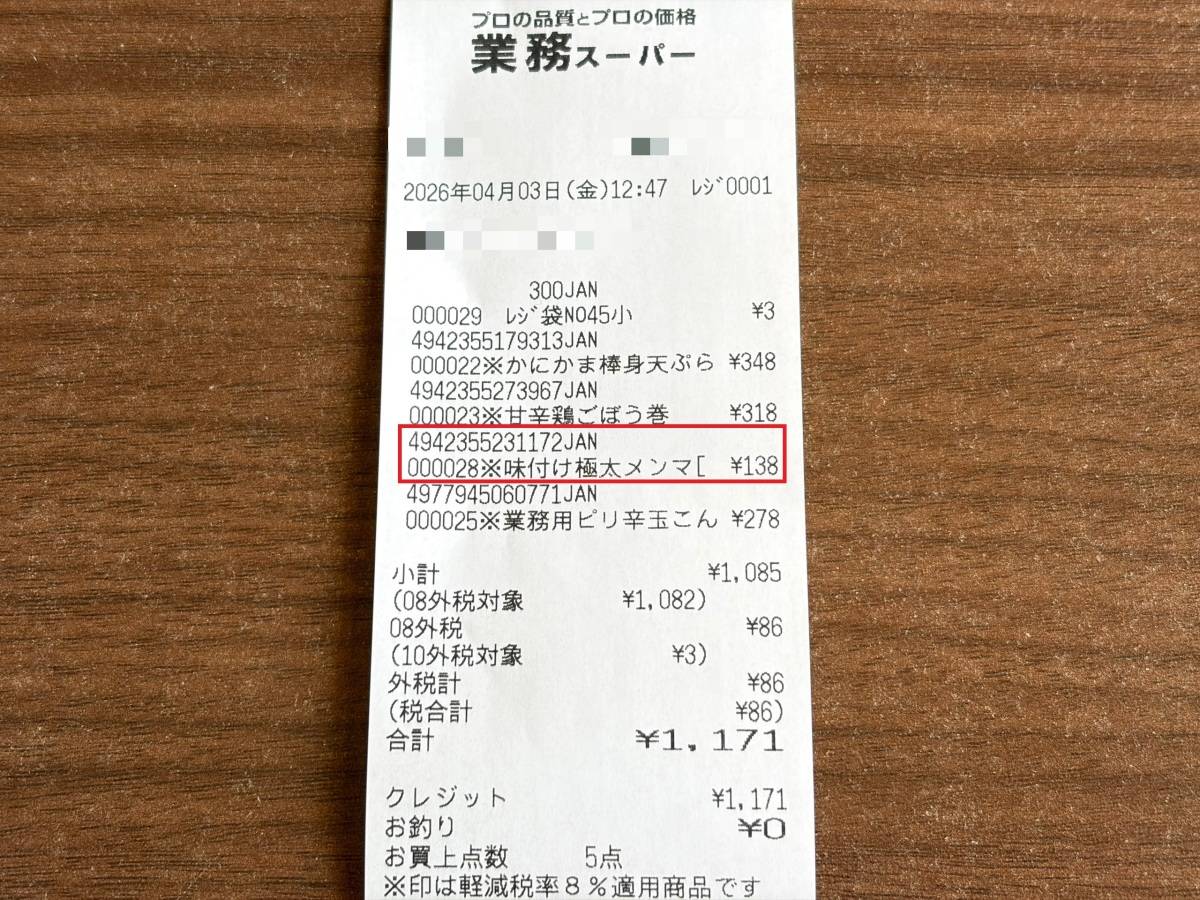 プロの品質とプロの価格
業務スーパー
2026年04月03日(金)12:47 ﾚｼﾞ0001
300JAN
000029 ﾚｼﾞ袋NO45小 ¥3
4942355179313JAN
000022※かにかま棒身天ぷら ¥348
4942355273967JAN
000023※甘辛鶏ごぼう巻 ¥318
4942355231172JAN
000028※味付け極太メンマ[ ¥138
4977945060771JAN
000025※業務用ピリ辛玉こん ¥278
小計 ¥1,085
(08外税対象 ¥1,082)
08外税 ¥86
(10外税対象 ¥3)
外税計 ¥86
(税合計 ¥86)
合計 ¥1,171
クレジット ¥1,171
お釣り ¥0
お買上点数 5点
※印は軽減税率8%適用商品です